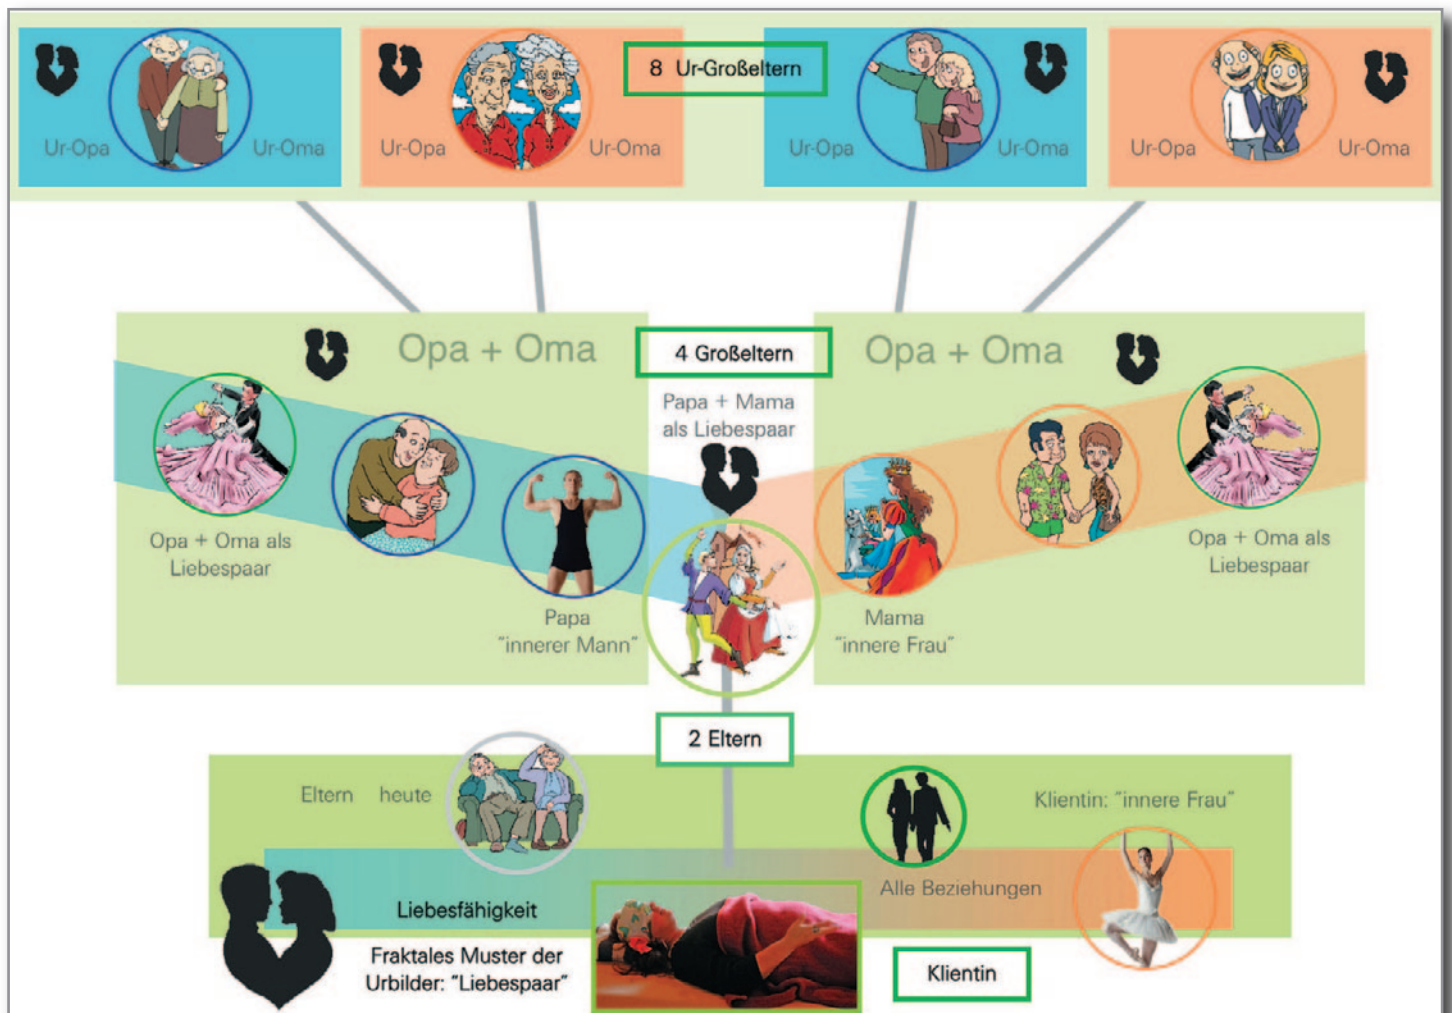 8 Ur-Großeltern
Ur-Opa
Ur-Oma
Ur-Opa
Ur-Oma
Ur-Opa
Ur-Oma
Ur-Opa
Ur-Oma
Opa + Oma
4 Großeltern
Opa + Oma
Papa + Mama
als Liebespaar
Opa + Oma als
Liebespaar
Opa + Oma als
Liebespaar
Papa
"innerer Mann"
Mama
"innere Frau"
2 Eltern
Eltern heute
Klientin: "innere Frau"
Alle Beziehungen
Liebesfähigkeit
Fraktales Muster der
Urbilder: "Liebespaar"
Klientin